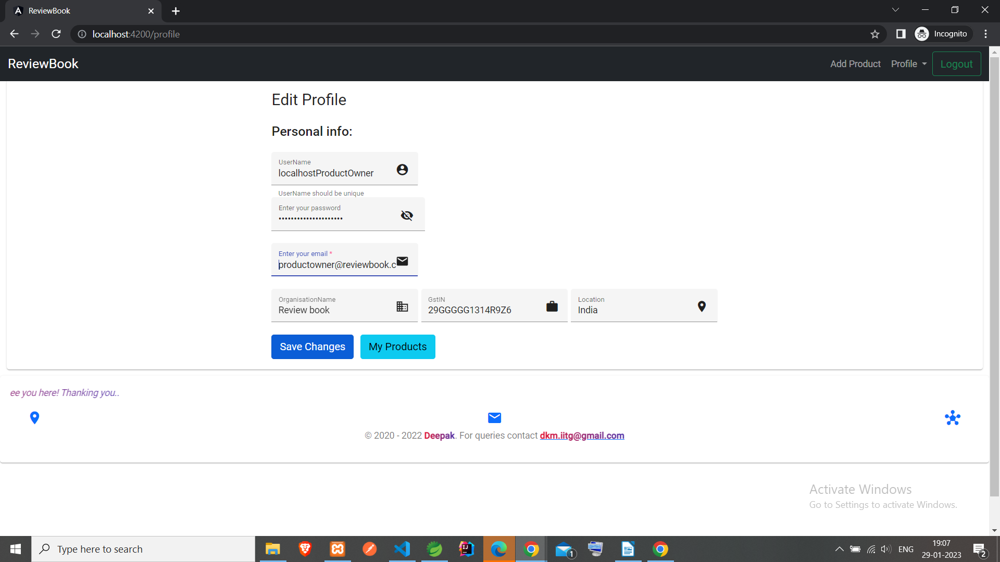 ReviewBook
localhost:4200/profile
Incognito
ReviewBook
Add Product
Profile
Logout
Edit Profile
Personal info:
UserName
localhostProductOwner
UserName should be unique
Enter your password
•••••••••••••••••••••
Enter your email *
productowner@reviewbook.c
OrganisationName
Review book
GstIN
29GGGGG1314R9Z6
Location
India
Save Changes
My Products
ee you here! Thanking you..
© 2020 - 2022 Deepak. For queries contact dkm.iitg@gmail.com
Activate Windows
Go to Settings to activate Windows.
Type here to search
1
ENG
19:07
29-01-2023
2